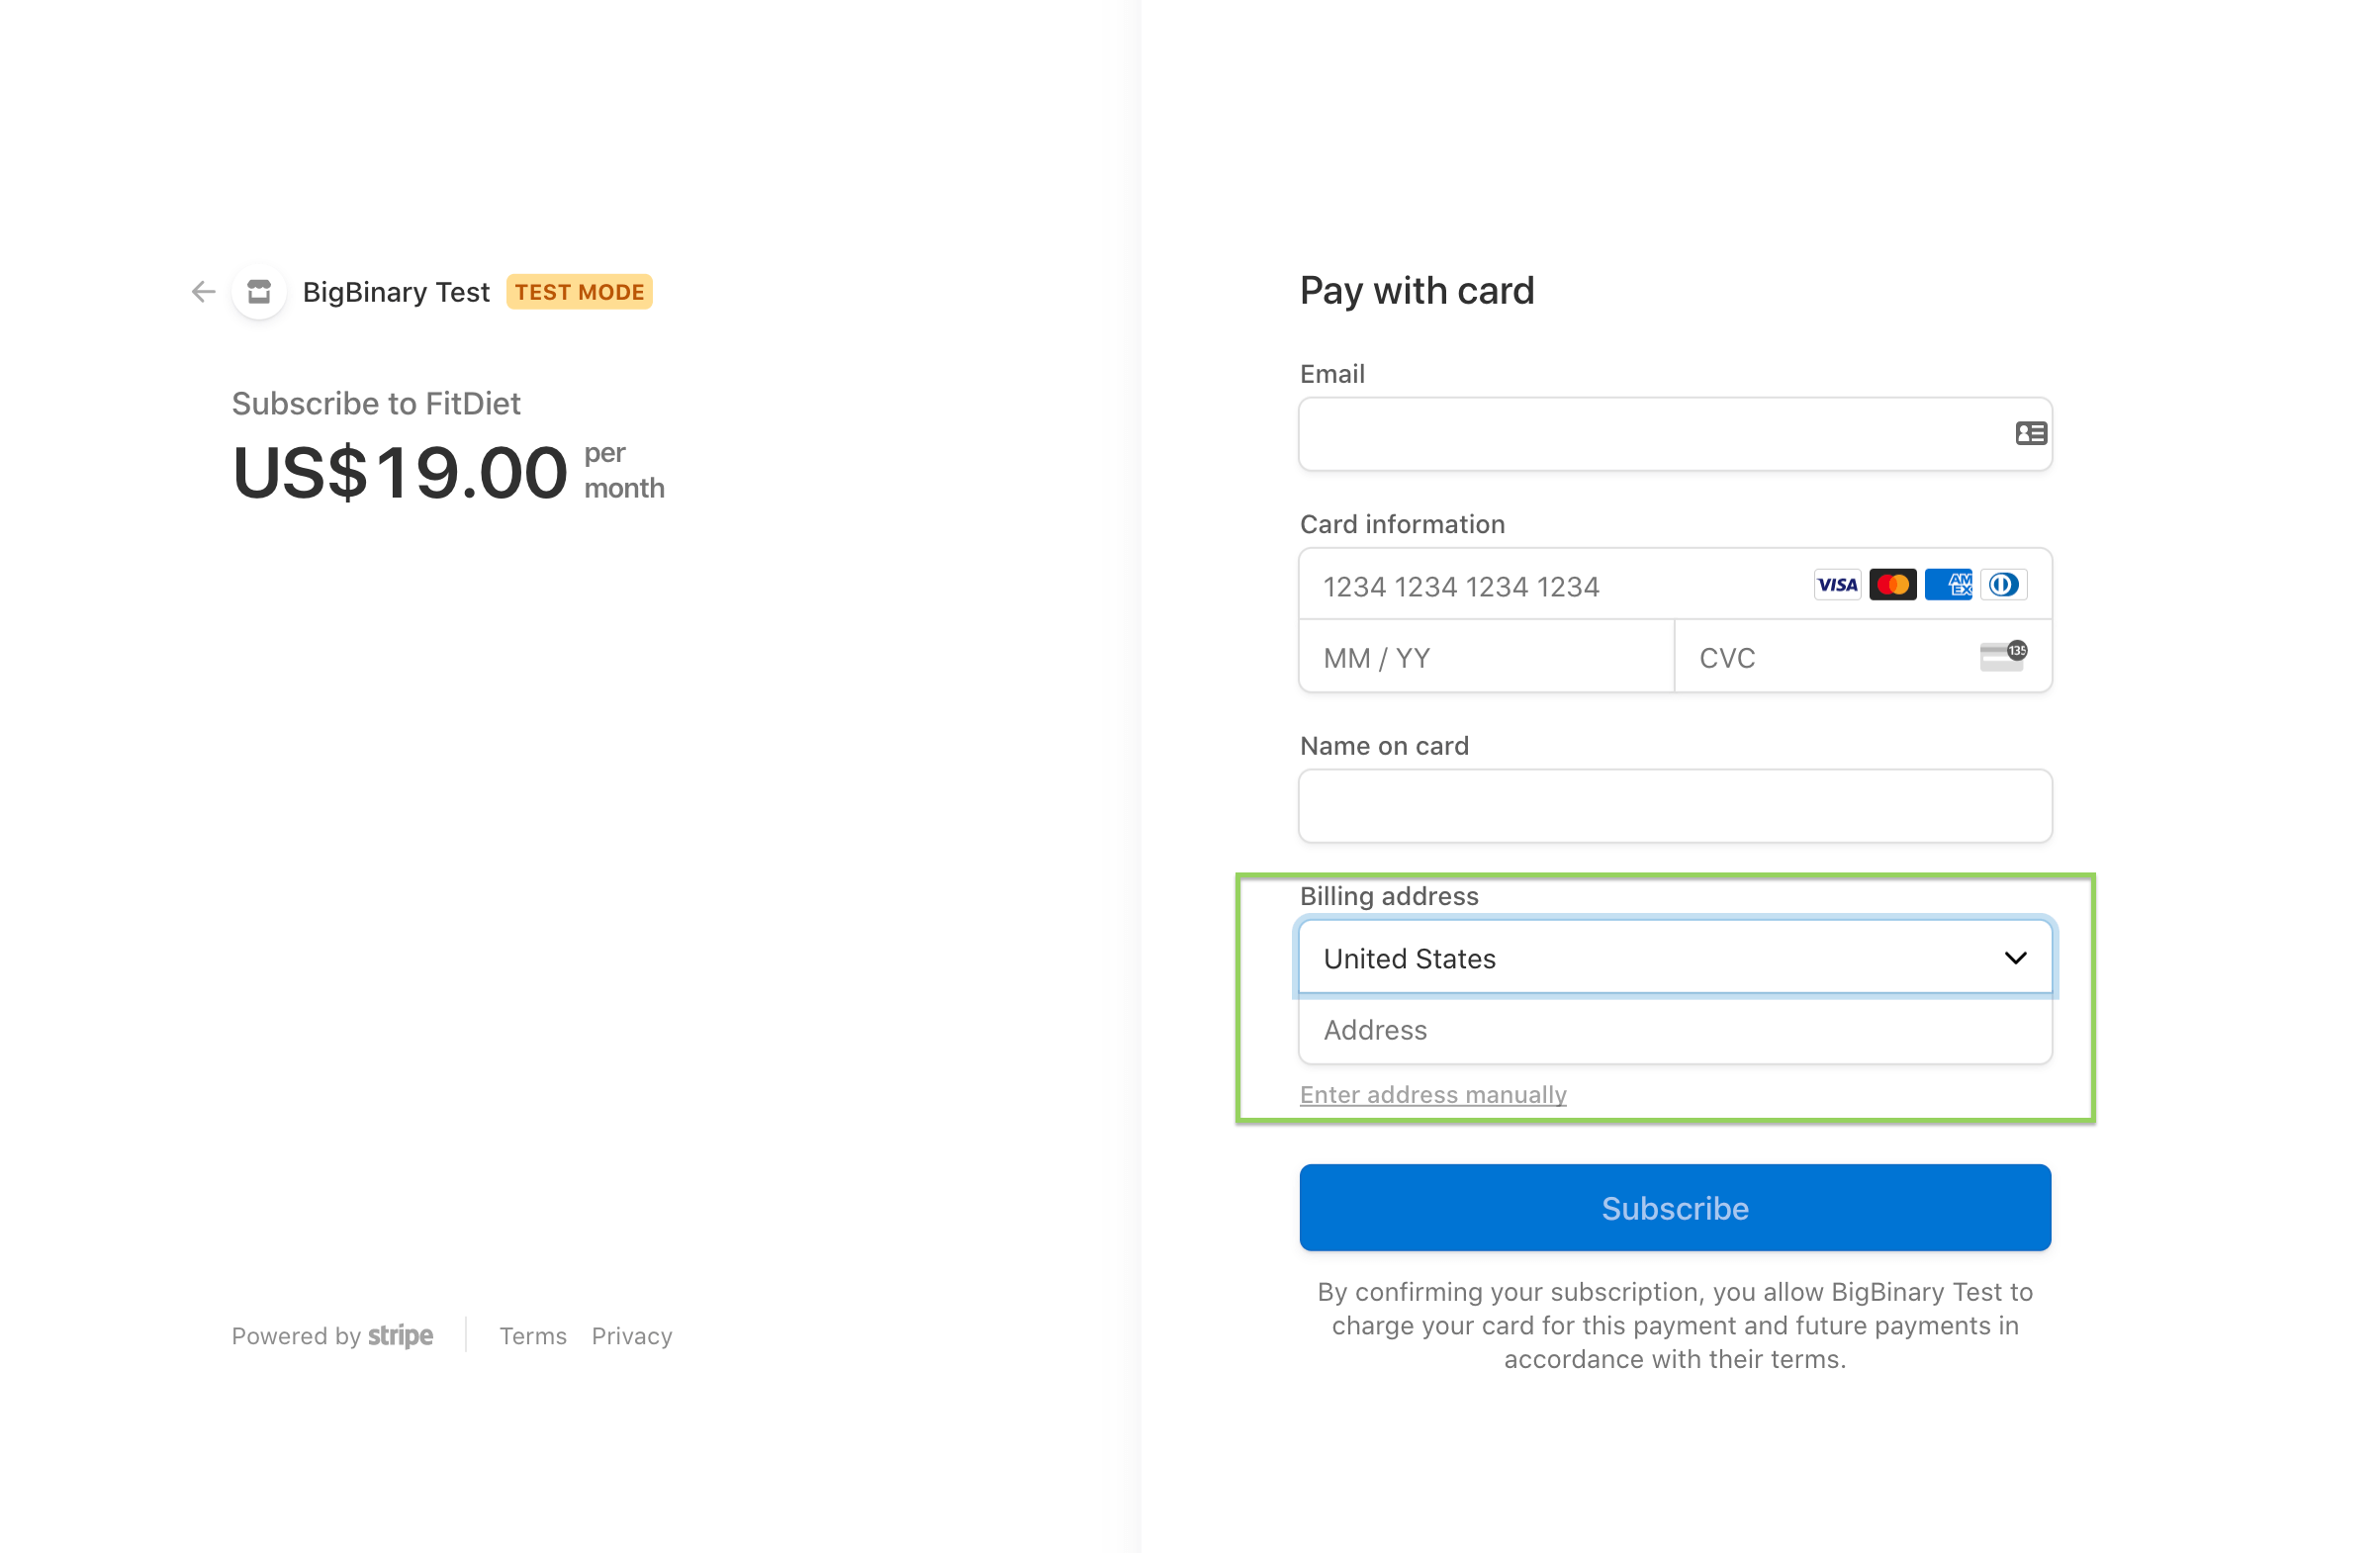 BigBinary Test TEST MODE
Subscribe to FitDiet
US$19.00 per
month
Powered by stripe Terms Privacy
Pay with card
Email
Card information
1234 1234 1234 1234 VISA AMEX
MM / YY CVC 135
Name on card
Billing address
United States
Address
Enter address manually
Subscribe
By confirming your subscription, you allow BigBinary Test to
charge your card for this payment and future payments in
accordance with their terms.